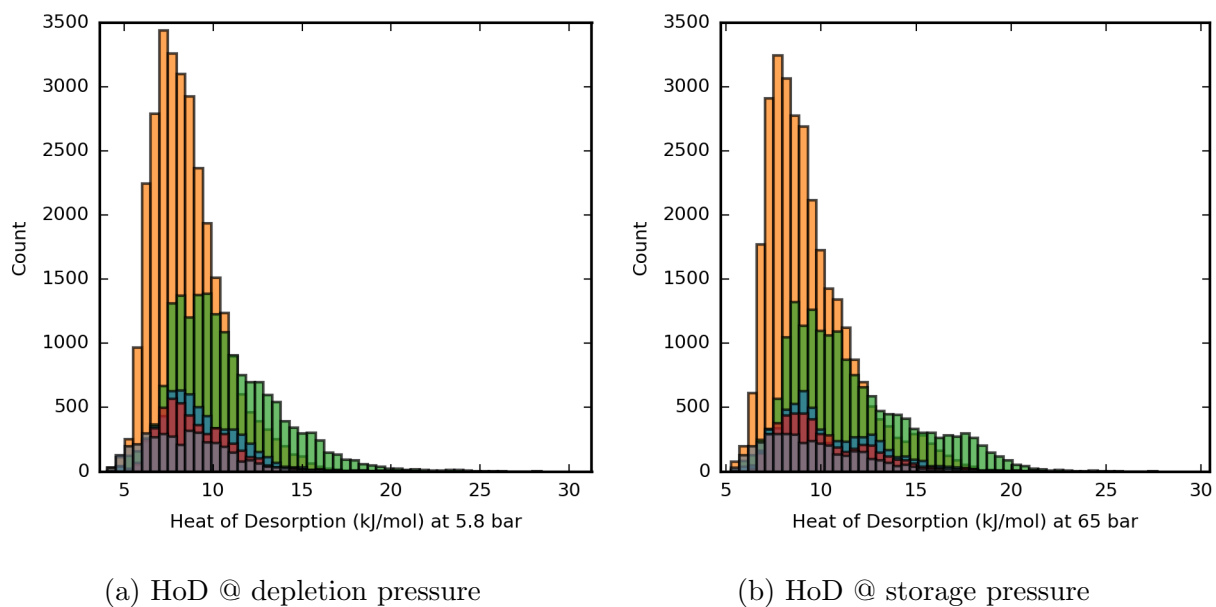 3500
3000
2500
2000
1500
1000
500
0
Count
5 10 15 20 25 30
Heat of Desorption (kJ/mol) at 5.8 bar
(a) HoD @ depletion pressure
3500
3000
2500
2000
1500
1000
500
0
Count
5 10 15 20 25 30
Heat of Desorption (kJ/mol) at 65 bar
(b) HoD @ storage pressure